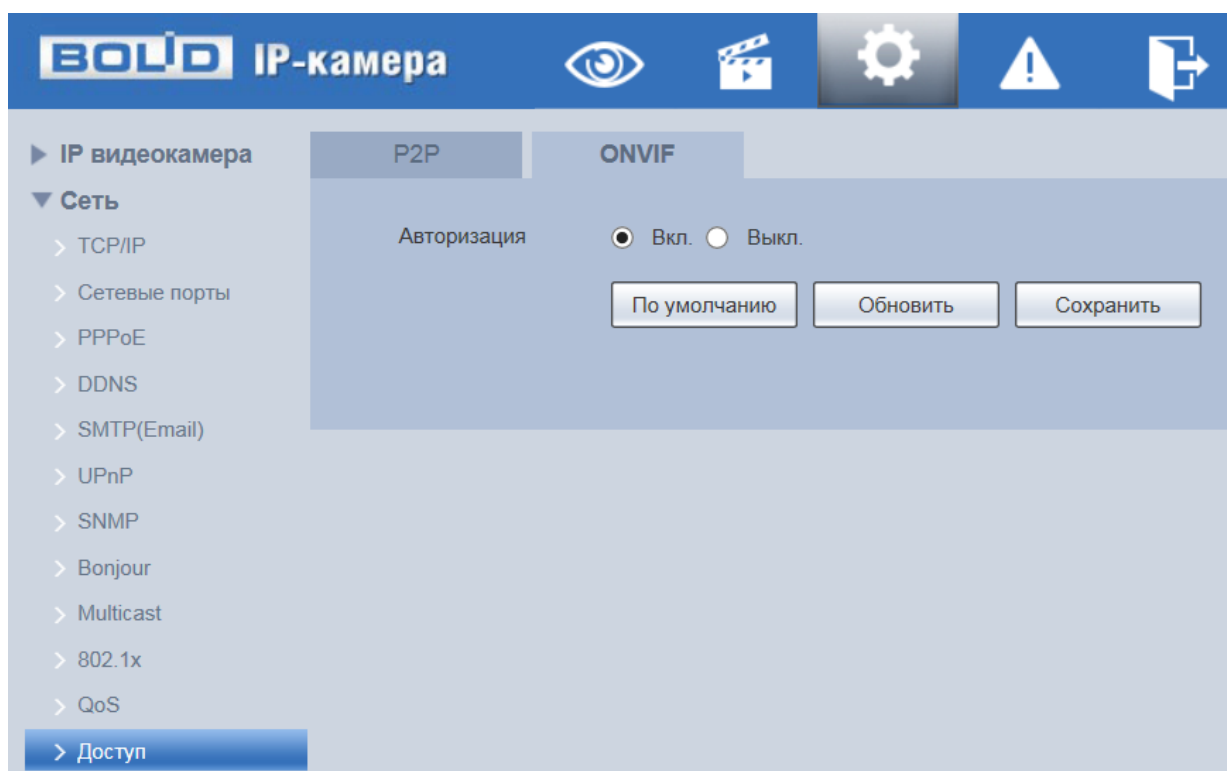 BOLID IP-камера
IP видеокамера
Сеть
TCP/IP
Сетевые порты
PPPoE
DDNS
SMTP(Email)
UPnP
SNMP
Bonjour
Multicast
802.1x
QoS
Доступ
P2P ONVIF
Авторизация Вкл. Выкл.
По умолчанию Обновить Сохранить